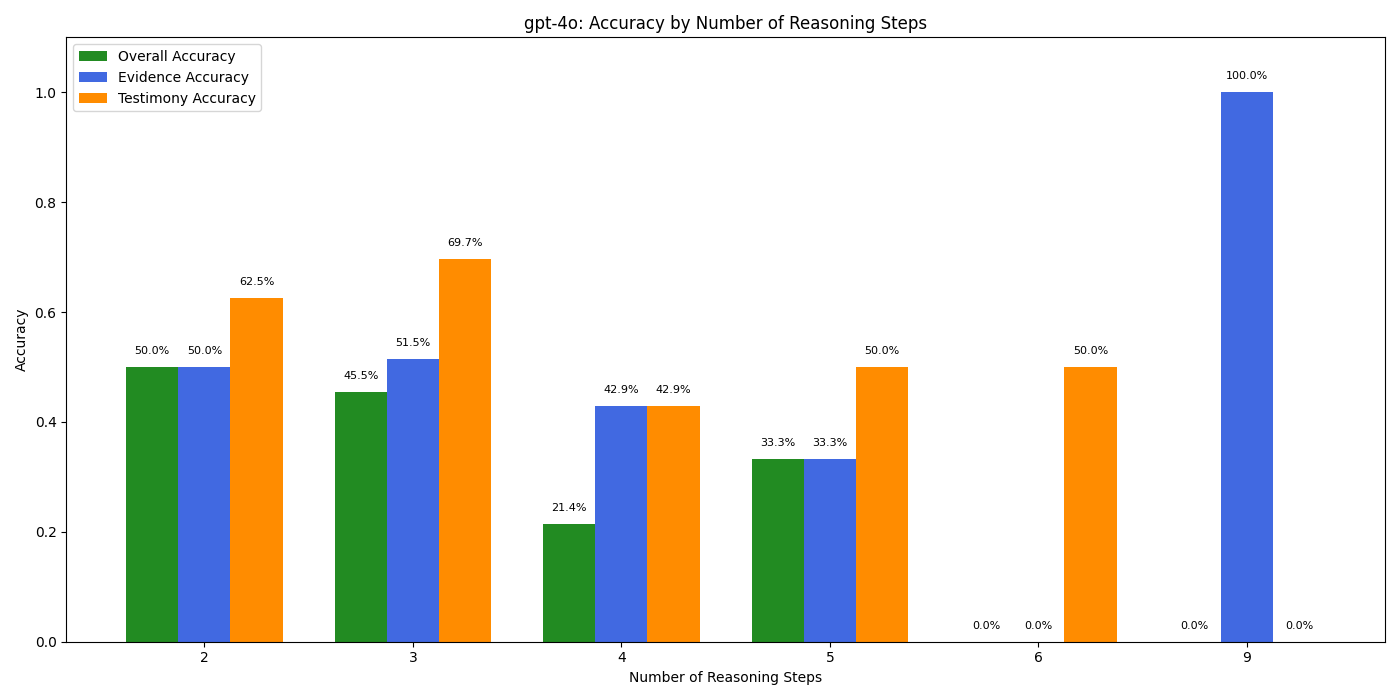 gpt-4o: Accuracy by Number of Reasoning Steps
Overall Accuracy
Evidence Accuracy
Testimony Accuracy
Accuracy
1.0
0.8
0.6
0.4
0.2
0.0
50.0% 50.0% 62.5%
45.5% 51.5% 69.7%
21.4% 42.9% 42.9%
33.3% 33.3% 50.0%
0.0% 0.0% 50.0%
0.0% 100.0% 0.0%
2 3 4 5 6 9
Number of Reasoning Steps